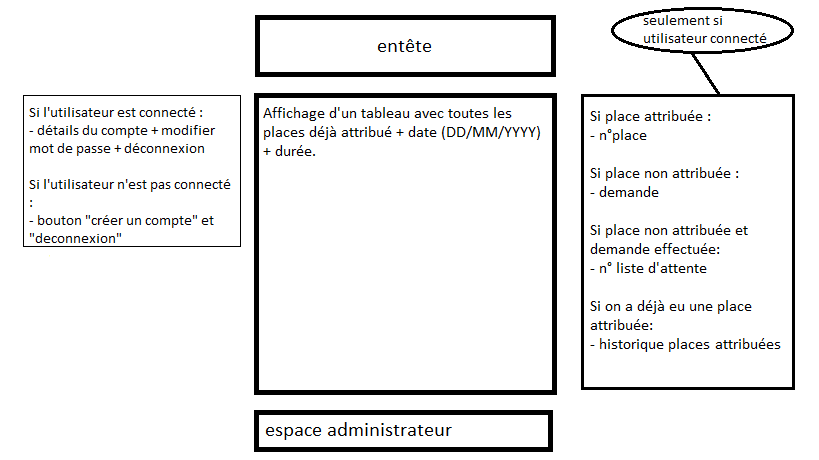 entête
seulement si
utilisateur connecté
Si l'utilisateur est connecté :
- détails du compte + modifier
mot de passe + déconnexion
Si l'utilisateur n'est pas connecté
:
- bouton "créer un compte" et
"deconnexion"
Affichage d'un tableau avec toutes les
places déjà attribué + date (DD/MM/YYYY)
+ durée.
Si place attribuée :
- n°place
Si place non attribuée :
- demande
Si place non attribuée et
demande effectuée:
- n° liste d'attente
Si on a déjà eu une place
attribuée:
- historique places attribuées
espace administrateur